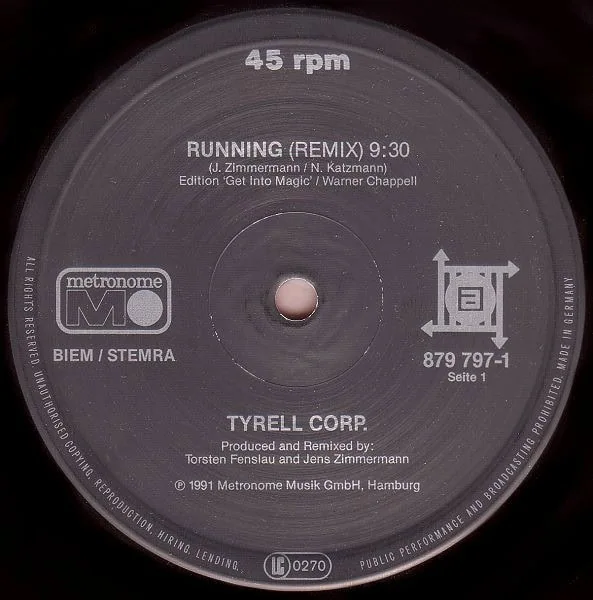 45 rpm
RUNNING (REMIX) 9:30
(J. Zimmermann / N. Katzmann)
Edition 'Get Into Magic' / Warner Chappell
metronome
M
BIEM / STEMRA
a
879 797-1
Seite 1
TYRELL CORP.
Produced and Remixed by:
Torsten Fenslau and Jens Zimmermann
℗ 1991 Metronome Musik GmbH, Hamburg
ALL RIGHTS RESERVED. UNAUTHORISED COPYING, REPRODUCTION, HIRING, LENDING,
LC 0270
PUBLIC PERFORMANCE AND BROADCASTING PROHIBITED. MADE IN GERMANY